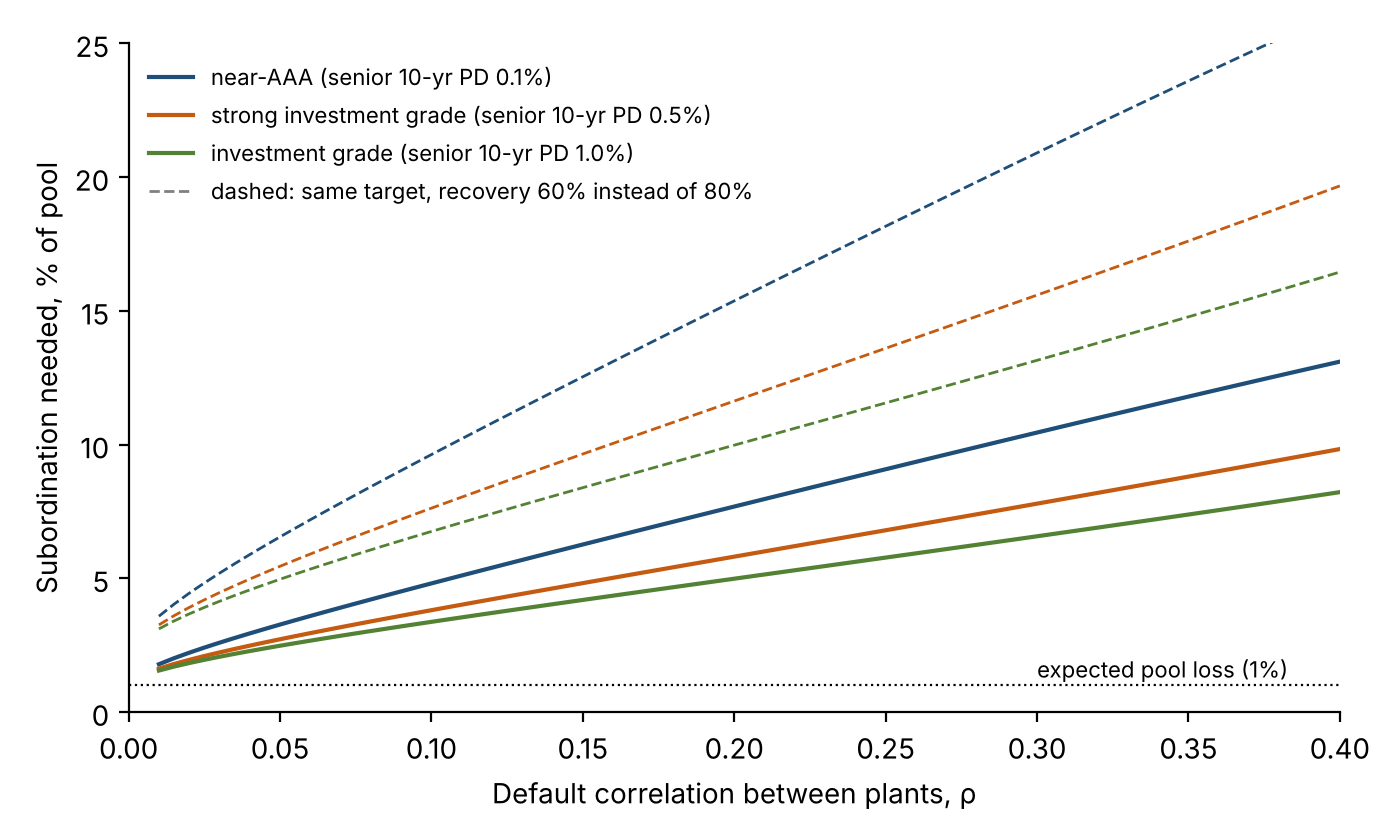 near-AAA (senior 10-yr PD 0.1%)
strong investment grade (senior 10-yr PD 0.5%)
investment grade (senior 10-yr PD 1.0%)
dashed: same target, recovery 60% instead of 80%
Subordination needed, % of pool
25
20
15
10
5
0
expected pool loss (1%)
0.00 0.05 0.10 0.15 0.20 0.25 0.30 0.35 0.40
Default correlation between plants, ρ